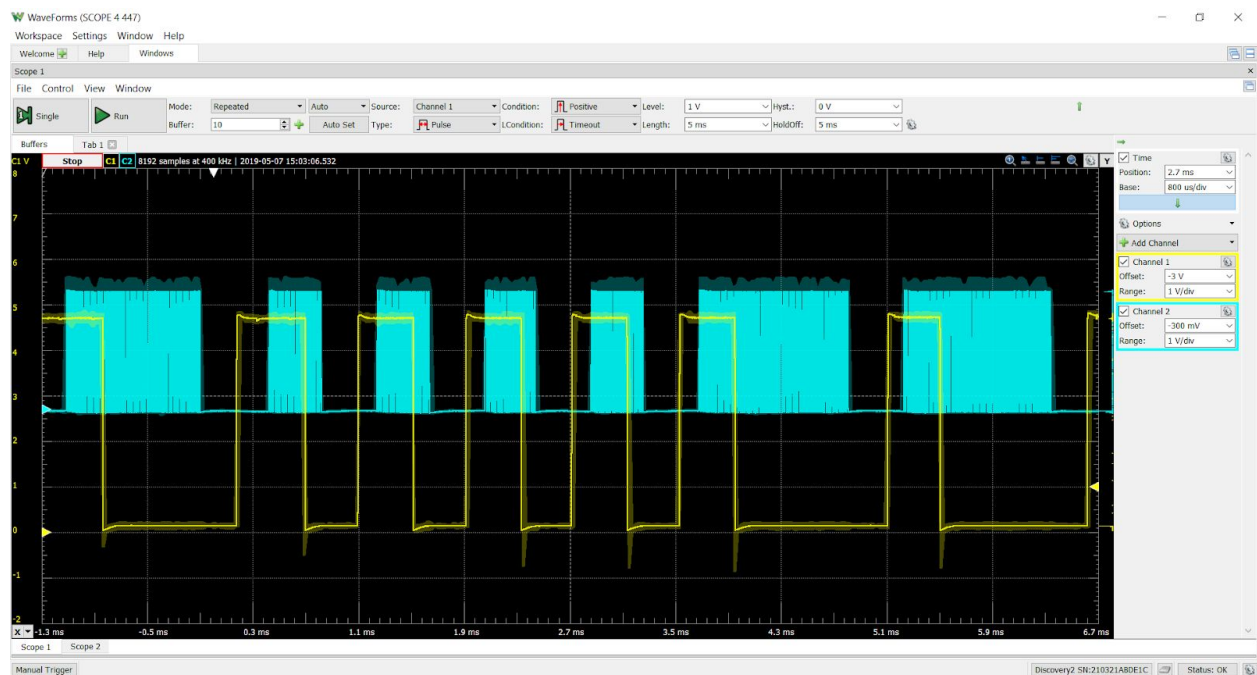 WaveForms (SCOPE 4 447)
Workspace Settings Window Help
Welcome Help Windows
Scope 1
File Control View Window
Single Run Mode: Repeated Auto Source: Channel 1 Condition: Positive Level: 1 V Hyst.: 0 V
Buffer: 10 Auto Set Type: Pulse LCondition: Timeout Length: 5 ms HoldOff: 5 ms
Buffers Tab 1
C1 V Stop C1 C2 8192 samples at 400 kHz | 2019-05-07 15:03:06.532 Y
8
7
6
5
4
3
2
1
0
-1
-2
X -1.3 ms -0.5 ms 0.3 ms 1.1 ms 1.9 ms 2.7 ms 3.5 ms 4.3 ms 5.1 ms 5.9 ms 6.7 ms
Time
Position: 2.7 ms
Base: 800 us/div
Options
Add Channel
Channel 1
Offset: -3 V
Range: 1 V/div
Channel 2
Offset: -300 mV
Range: 1 V/div
Scope 1 Scope 2
Manual Trigger Discovery2 SN:210321A8DE1C Status: OK